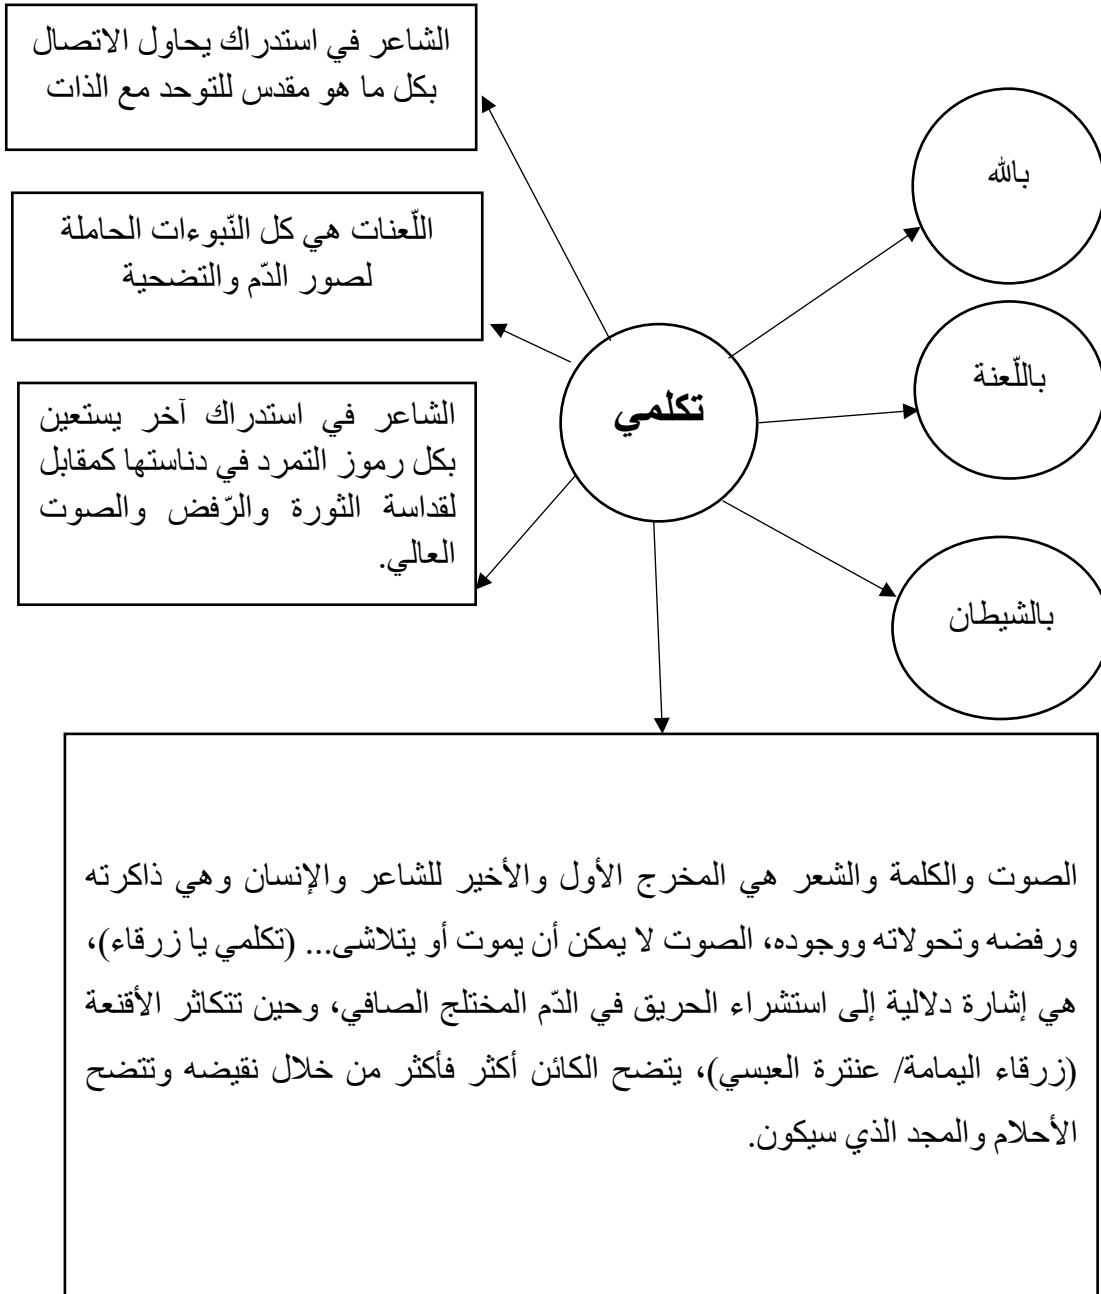 الشاعر في استدراك يحاول الاتصال
بكل ما هو مقدس للتوحد مع الذات
بالله
اللّعنات هي كل النّبوءات الحاملة
لصور الدّم والتضحية
باللّعنة
تكلمي
الشاعر في استدراك آخر يستعين
بكل رموز التمرد في دناستها كمقابل
لقداسة الثورة والرّفض والصوت
العالي.
بالشيطان
الصوت والكلمة والشعر هي المخرج الأول والأخير للشاعر والإنسان وهي ذاكرته
ورفضه وتحولاته ووجوده، الصوت لا يمكن أن يموت أو يتلاشى... (تكلمي يا زرقاء)،
هي إشارة دلالية إلى استشراء الحريق في الدّم المختلج الصافي، وحين تتكاثر الأقنعة
(زرقاء اليمامة/ عنترة العبسي)، يتضح الكائن أكثر فأكثر من خلال نقيضه وتتضح
الأحلام والمجد الذي سيكون.